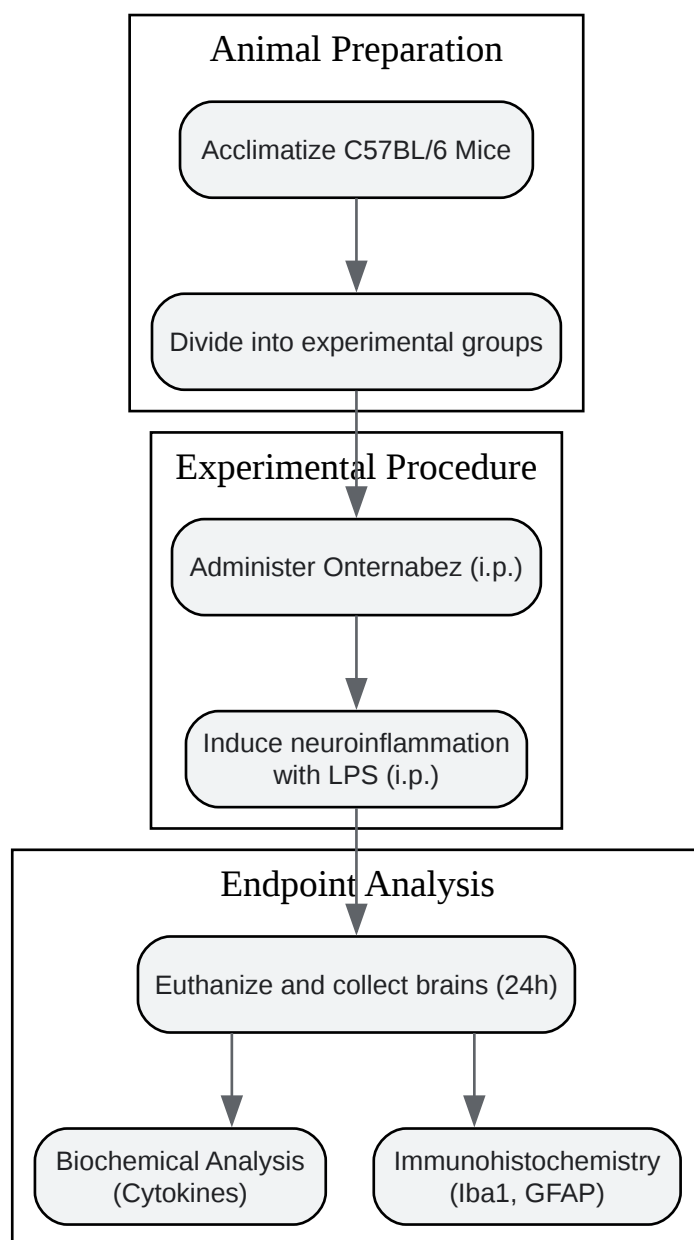 Animal Preparation
Acclimatize C57BL/6 Mice
Divide into experimental groups
Experimental Procedure
Administer Onternabez (i.p.)
Induce neuroinflammation
with LPS (i.p.)
Endpoint Analysis
Euthanize and collect brains (24h)
Biochemical Analysis
(Cytokines)
Immunohistochemistry
(Iba1, GFAP)